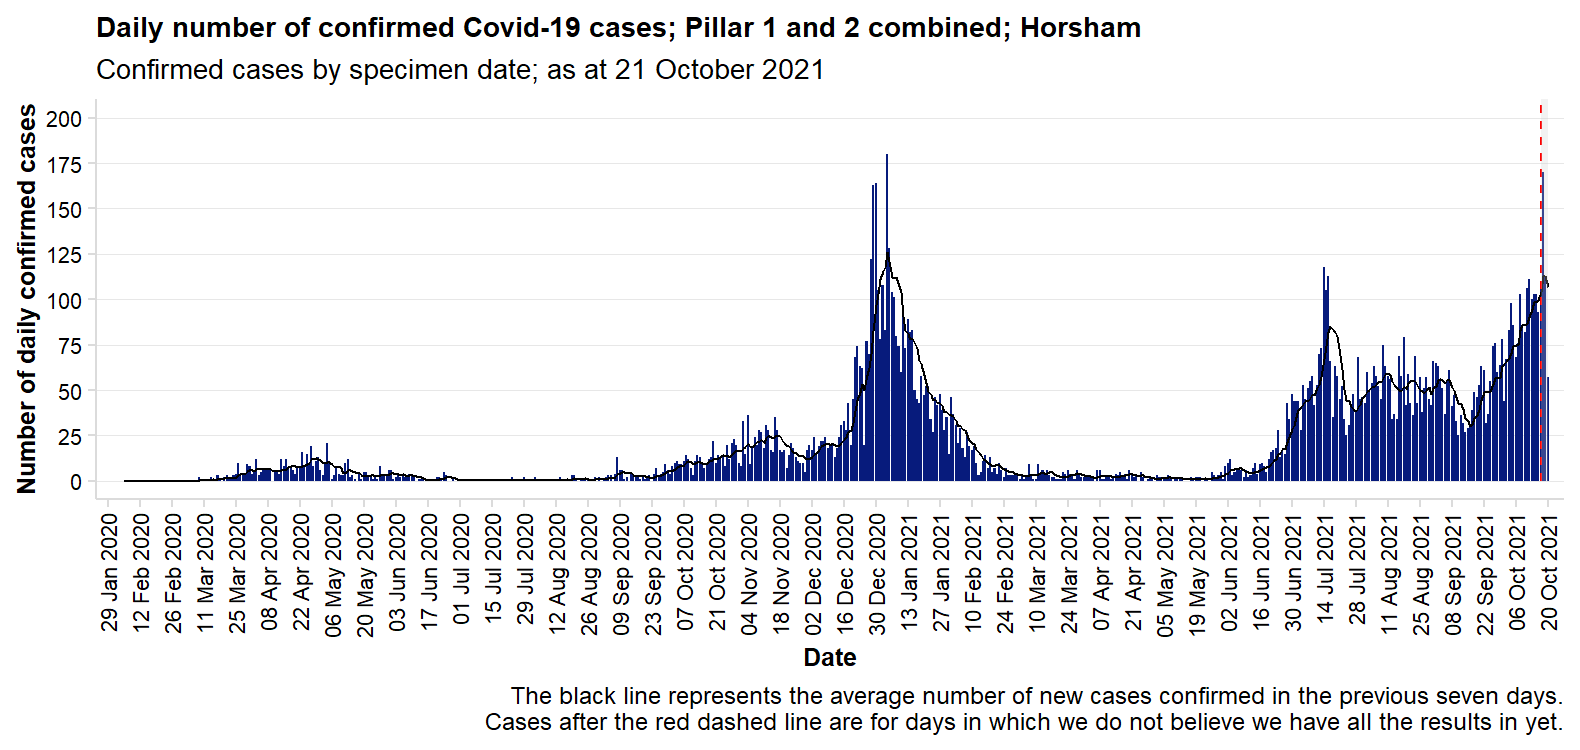 Daily number of confirmed Covid-19 cases; Pillar 1 and 2 combined; Horsham
Confirmed cases by specimen date; as at 21 October 2021
Number of daily confirmed cases
200
175
150
125
100
75
50
25
0
29 Jan 2020
12 Feb 2020
26 Feb 2020
11 Mar 2020
25 Mar 2020
08 Apr 2020
22 Apr 2020
06 May 2020
20 May 2020
03 Jun 2020
17 Jun 2020
01 Jul 2020
15 Jul 2020
29 Jul 2020
12 Aug 2020
26 Aug 2020
09 Sep 2020
23 Sep 2020
07 Oct 2020
21 Oct 2020
04 Nov 2020
18 Nov 2020
02 Dec 2020
16 Dec 2020
30 Dec 2020
13 Jan 2021
27 Jan 2021
10 Feb 2021
24 Feb 2021
10 Mar 2021
24 Mar 2021
07 Apr 2021
21 Apr 2021
05 May 2021
19 May 2021
02 Jun 2021
16 Jun 2021
30 Jun 2021
14 Jul 2021
28 Jul 2021
11 Aug 2021
25 Aug 2021
08 Sep 2021
22 Sep 2021
06 Oct 2021
20 Oct 2021
Date
The black line represents the average number of new cases confirmed in the previous seven days.
Cases after the red dashed line are for days in which we do not believe we have all the results in yet.